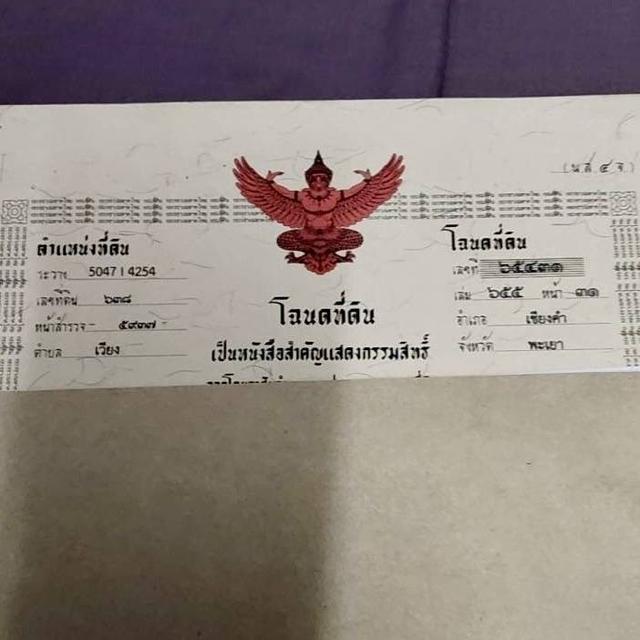 (น.ส. ๔ จ.)
ตำแหน่งที่ดิน
ระวาง 5047 I 4254
เลขที่ดิน ๖๓๘
หน้าสำรวจ ๕๙๓๗
ตำบล เวียง
โฉนดที่ดิน
เลขที่ ๖๕๔๓๑
เล่ม ๖๕๕ หน้า ๓๑
อำเภอ เชียงคำ
จังหวัด พะเยา
โฉนดที่ดิน
เป็นหนังสือสำคัญแสดงกรรมสิทธิ์